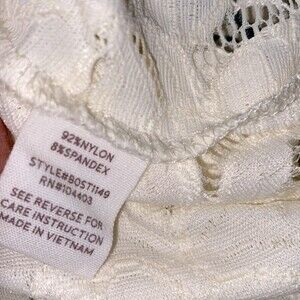 92%NYLON
8%SPANDEX
STYLE#BOST1149
RN#104403
SEE REVERSE FOR
CARE INSTRUCTION
MADE IN VIETNAM